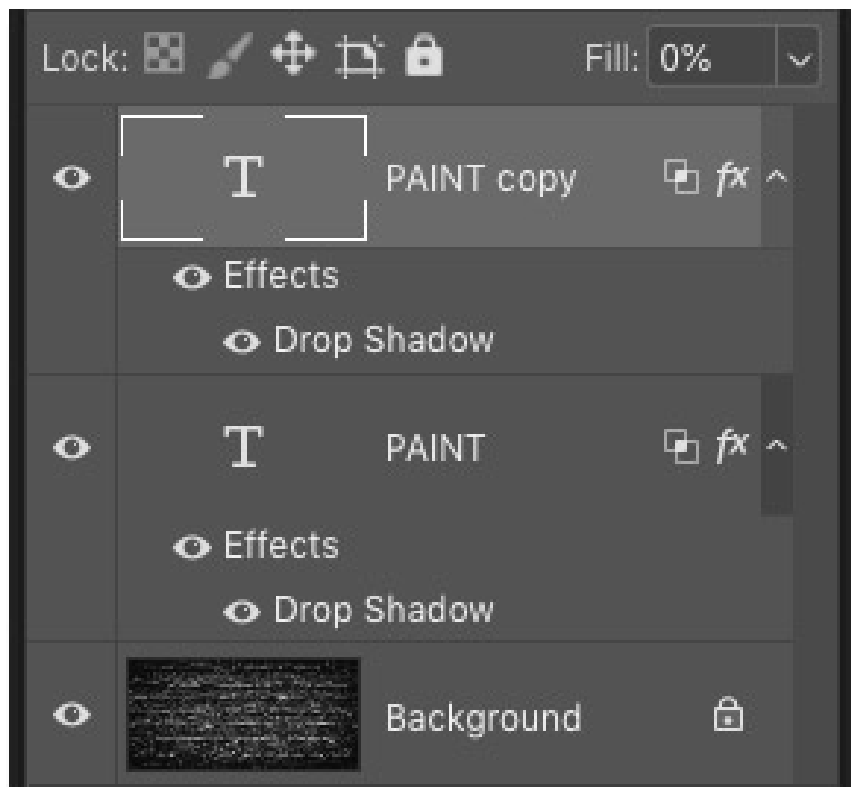 Lock: Fill: 0%
T PAINT copy fx
Effects
Drop Shadow
T PAINT fx
Effects
Drop Shadow
Background